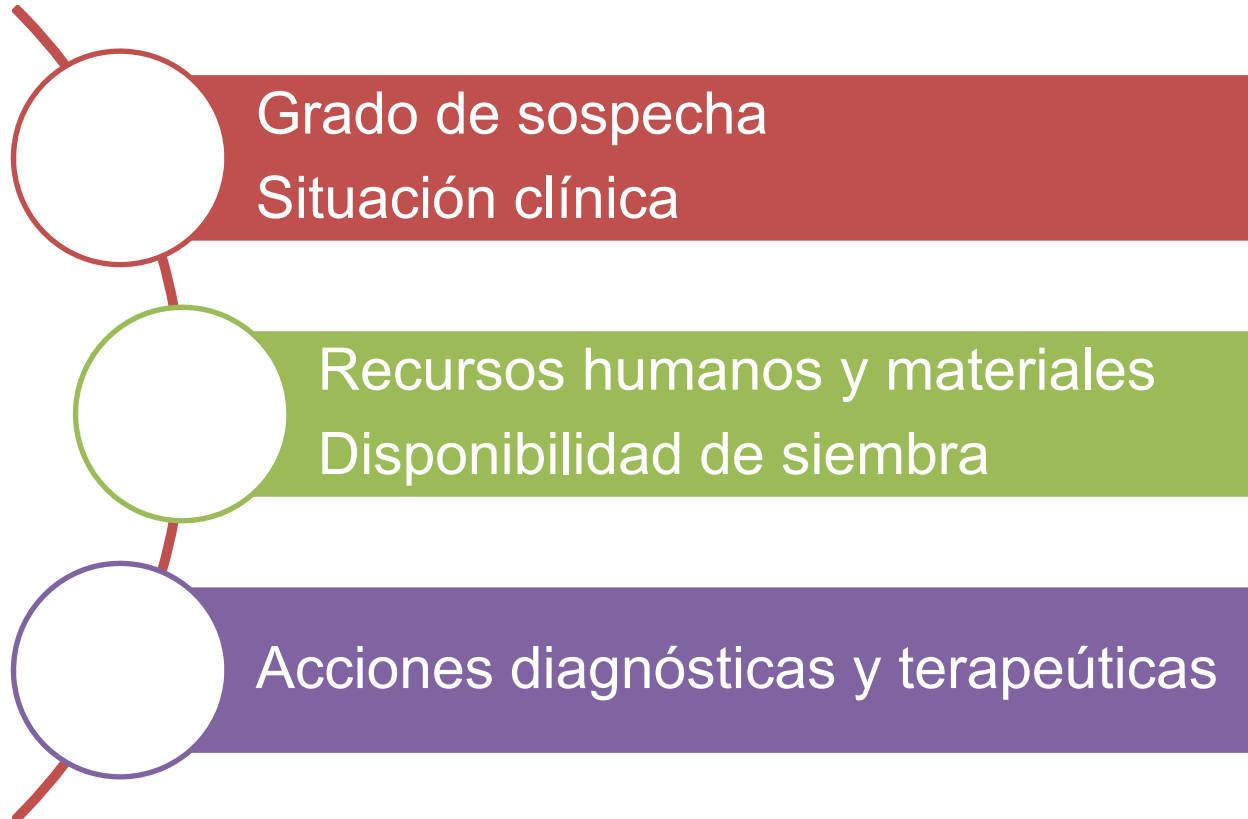 Grado de sospecha
Situación clínica
Recursos humanos y materiales
Disponibilidad de siembra
Acciones diagnósticas y terapeúticas